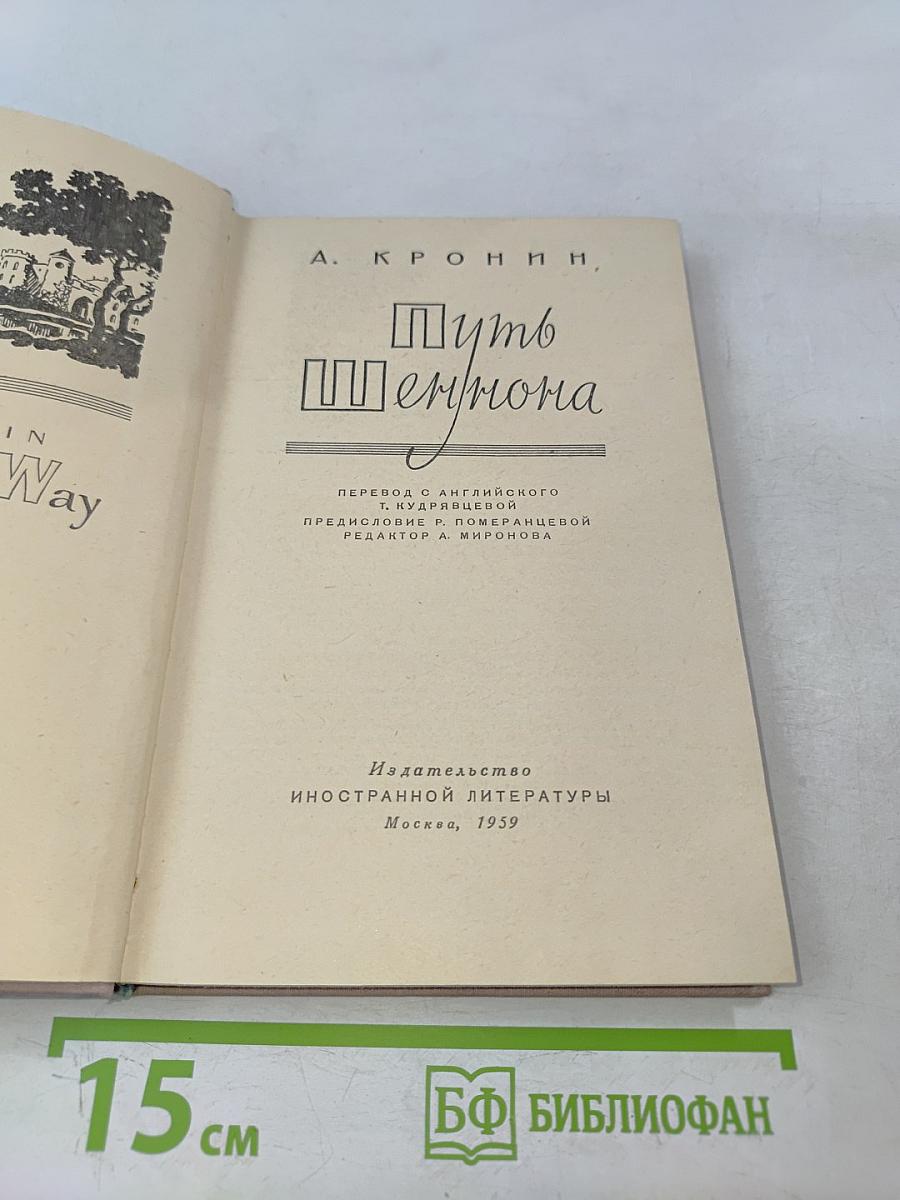 IN
Way
А. КРОНИН
Путь
Шеннона
ПЕРЕВОД С АНГЛИЙСКОГО
Т. КУДРЯВЦЕВОЙ
ПРЕДИСЛОВИЕ Р. ПОМЕРАНЦЕВОЙ
РЕДАКТОР А. МИРОНОВА
Издательство
ИНОСТРАННОЙ ЛИТЕРАТУРЫ
Москва, 1959
15 см
БФ БИБЛИОФАН